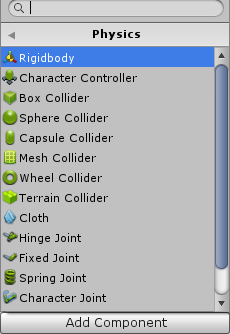 Physics
Rigidbody
Character Controller
Box Collider
Sphere Collider
Capsule Collider
Mesh Collider
Wheel Collider
Terrain Collider
Cloth
Hinge Joint
Fixed Joint
Spring Joint
Character Joint
Add Component